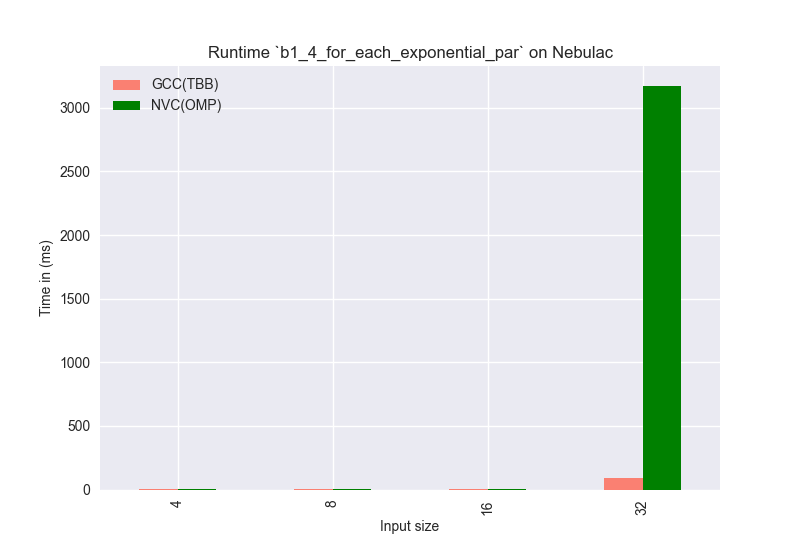 Runtime `b1_4_for_each_exponential_par` on Nebulac
GCC(TBB)
NVC(OMP)
3000
2500
2000
1500
1000
500
0
Time in (ms)
4
8
16
32
Input size